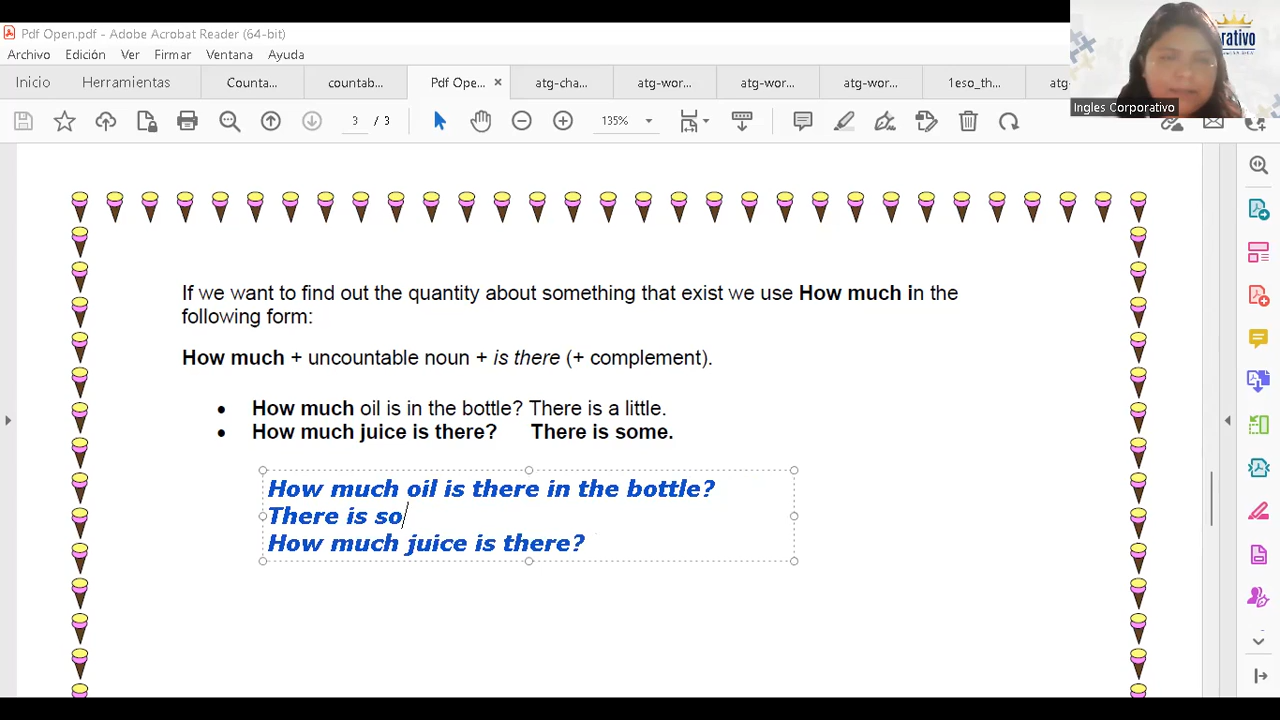 Pdf Open.pdf - Adobe Acrobat Reader (64-bit)
Archivo Edición Ver Firmar Ventana Ayuda
Inicio Herramientas Counta... countab... Pdf Ope... × atg-cha... atg-wor... atg-wor... atg-wor... 1eso_th... atg
3 / 3 135%
rativo
Ingles Corporativo
If we want to find out the quantity about something that exist we use How much in the
following form:
How much + uncountable noun + is there (+ complement).
• How much oil is in the bottle? There is a little.
• How much juice is there? There is some.
How much oil is there in the bottle?
There is so
How much juice is there?